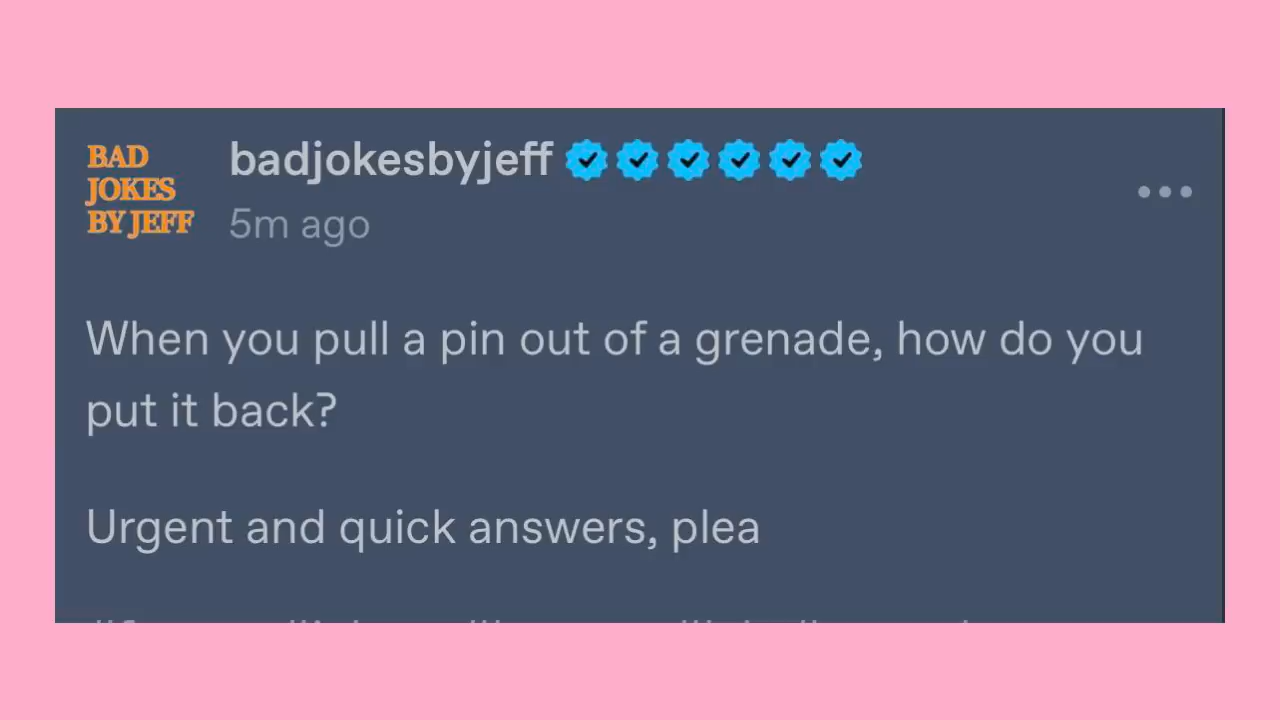 BAD
JOKES
BY JEFF
badjokesbyjeff
5m ago
When you pull a pin out of a grenade, how do you
put it back?
Urgent and quick answers, plea